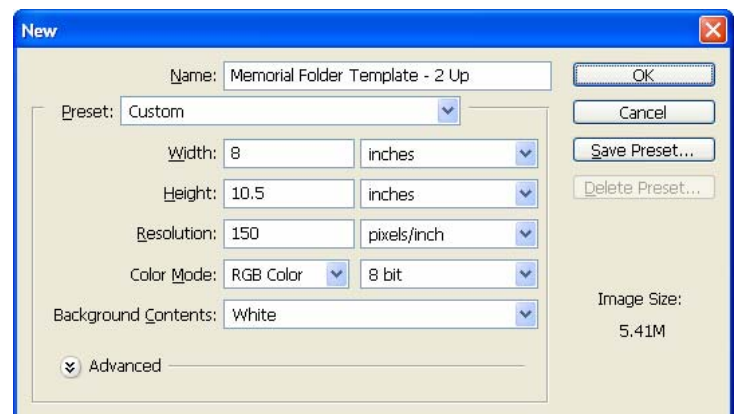 New
Name: Memorial Folder Template - 2 Up
OK
Preset: Custom
Cancel
Width: 8 inches
Save Preset...
Height: 10.5 inches
Delete Preset...
Resolution: 150 pixels/inch
Color Mode: RGB Color 8 bit
Background Contents: White
Image Size:
5.41M
Advanced